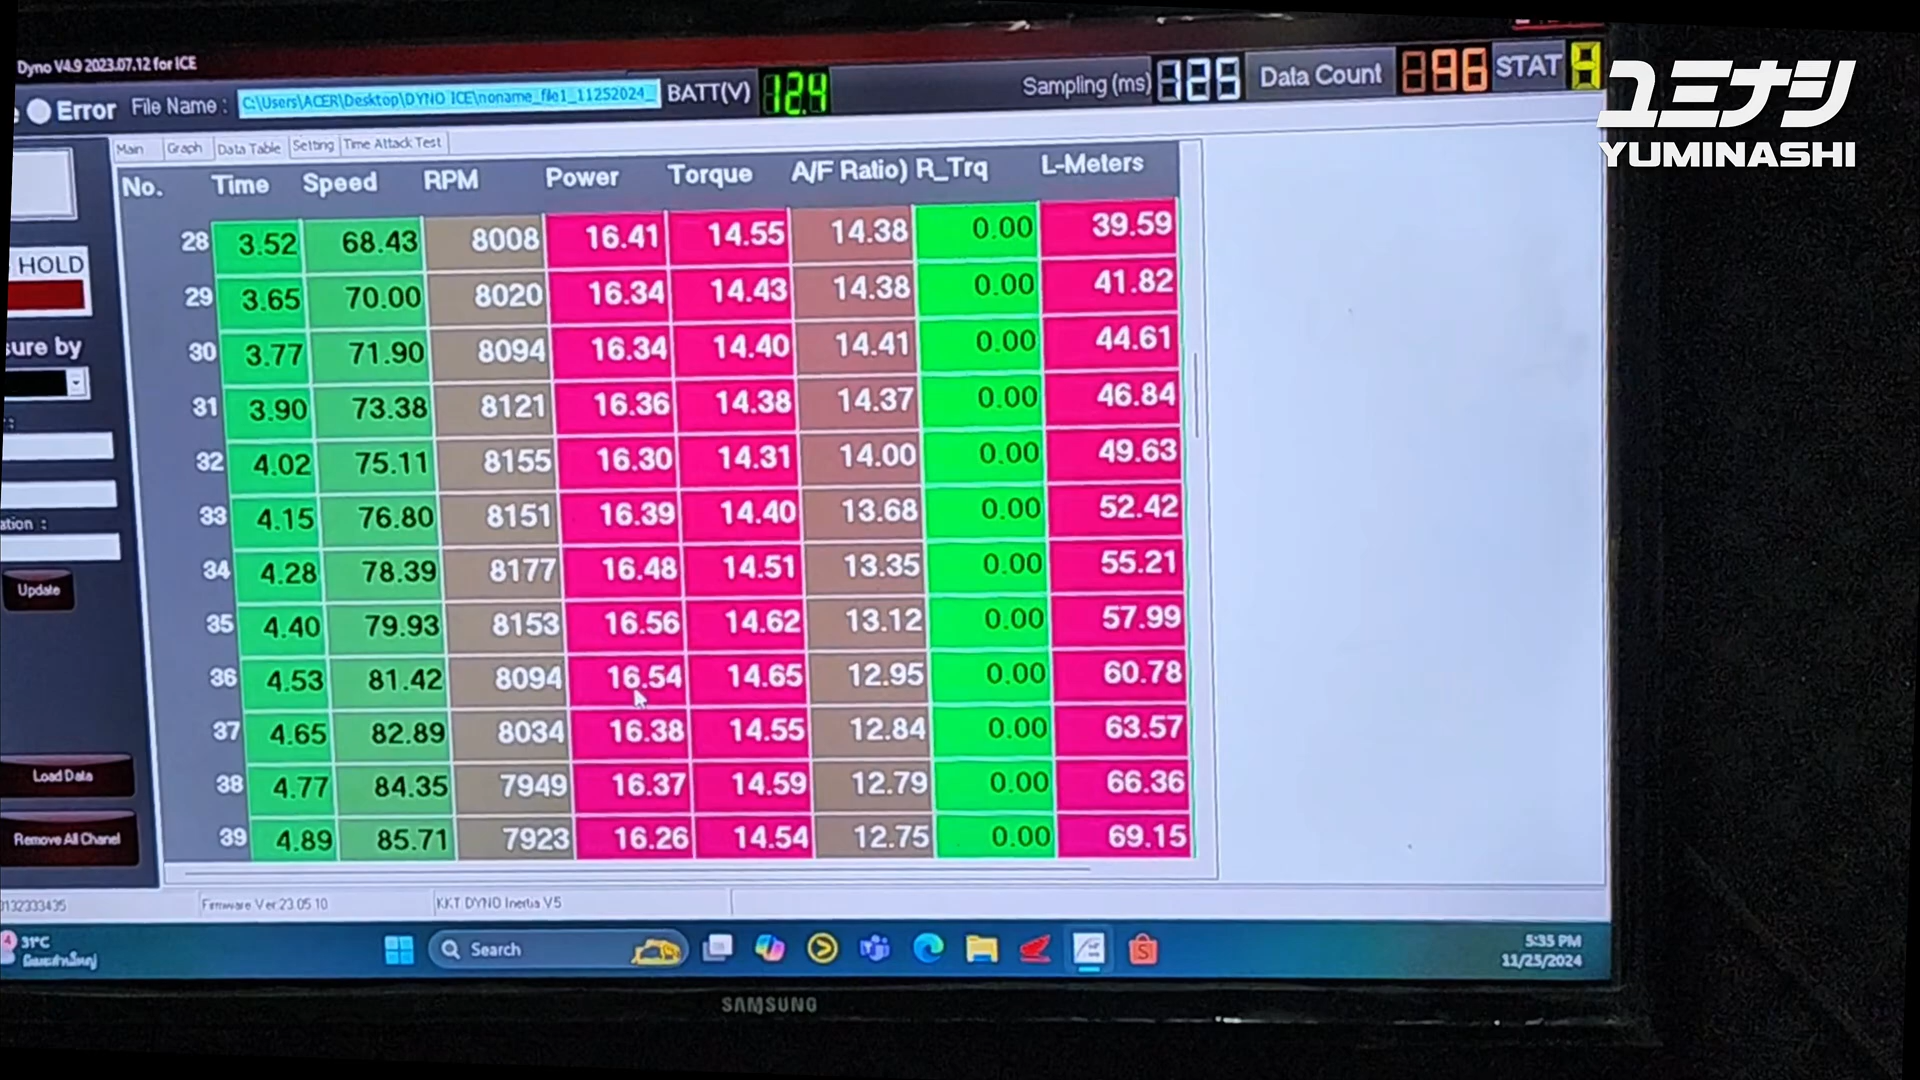 Dyno V4.9 2023.07.12 for ICE
Error File Name : C:\Users\ACER\Desktop\DYNO ICE\noname_file1_11252024_ BATT(V) 12.4 Sampling (ms) 125 Data Count 896 STAT 4
ユミナシ
YUMINASHI
Main Graph Data Table Setting Time Attack Test
No. Time Speed RPM Power Torque A/F Ratio) R_Trq L-Meters
28 3.52 68.43 8008 16.41 14.55 14.38 0.00 39.59
29 3.65 70.00 8020 16.34 14.43 14.38 0.00 41.82
30 3.77 71.90 8094 16.34 14.40 14.41 0.00 44.61
31 3.90 73.38 8121 16.36 14.38 14.37 0.00 46.84
32 4.02 75.11 8155 16.30 14.31 14.00 0.00 49.63
33 4.15 76.80 8151 16.39 14.40 13.68 0.00 52.42
34 4.28 78.39 8177 16.48 14.51 13.35 0.00 55.21
35 4.40 79.93 8153 16.56 14.62 13.12 0.00 57.99
36 4.53 81.42 8094 16.54 14.65 12.95 0.00 60.78
37 4.65 82.89 8034 16.38 14.55 12.84 0.00 63.57
38 4.77 84.35 7949 16.37 14.59 12.79 0.00 66.36
39 4.89 85.71 7923 16.26 14.54 12.75 0.00 69.15
HOLD
sure by
ation :
Update
Load Data
Remove All Chanel
3132333435 Firmware Ver 23.05.10 KKT DYNO Inertia V5
4 31°C
Search
5:35 PM
11/25/2024
SAMSUNG